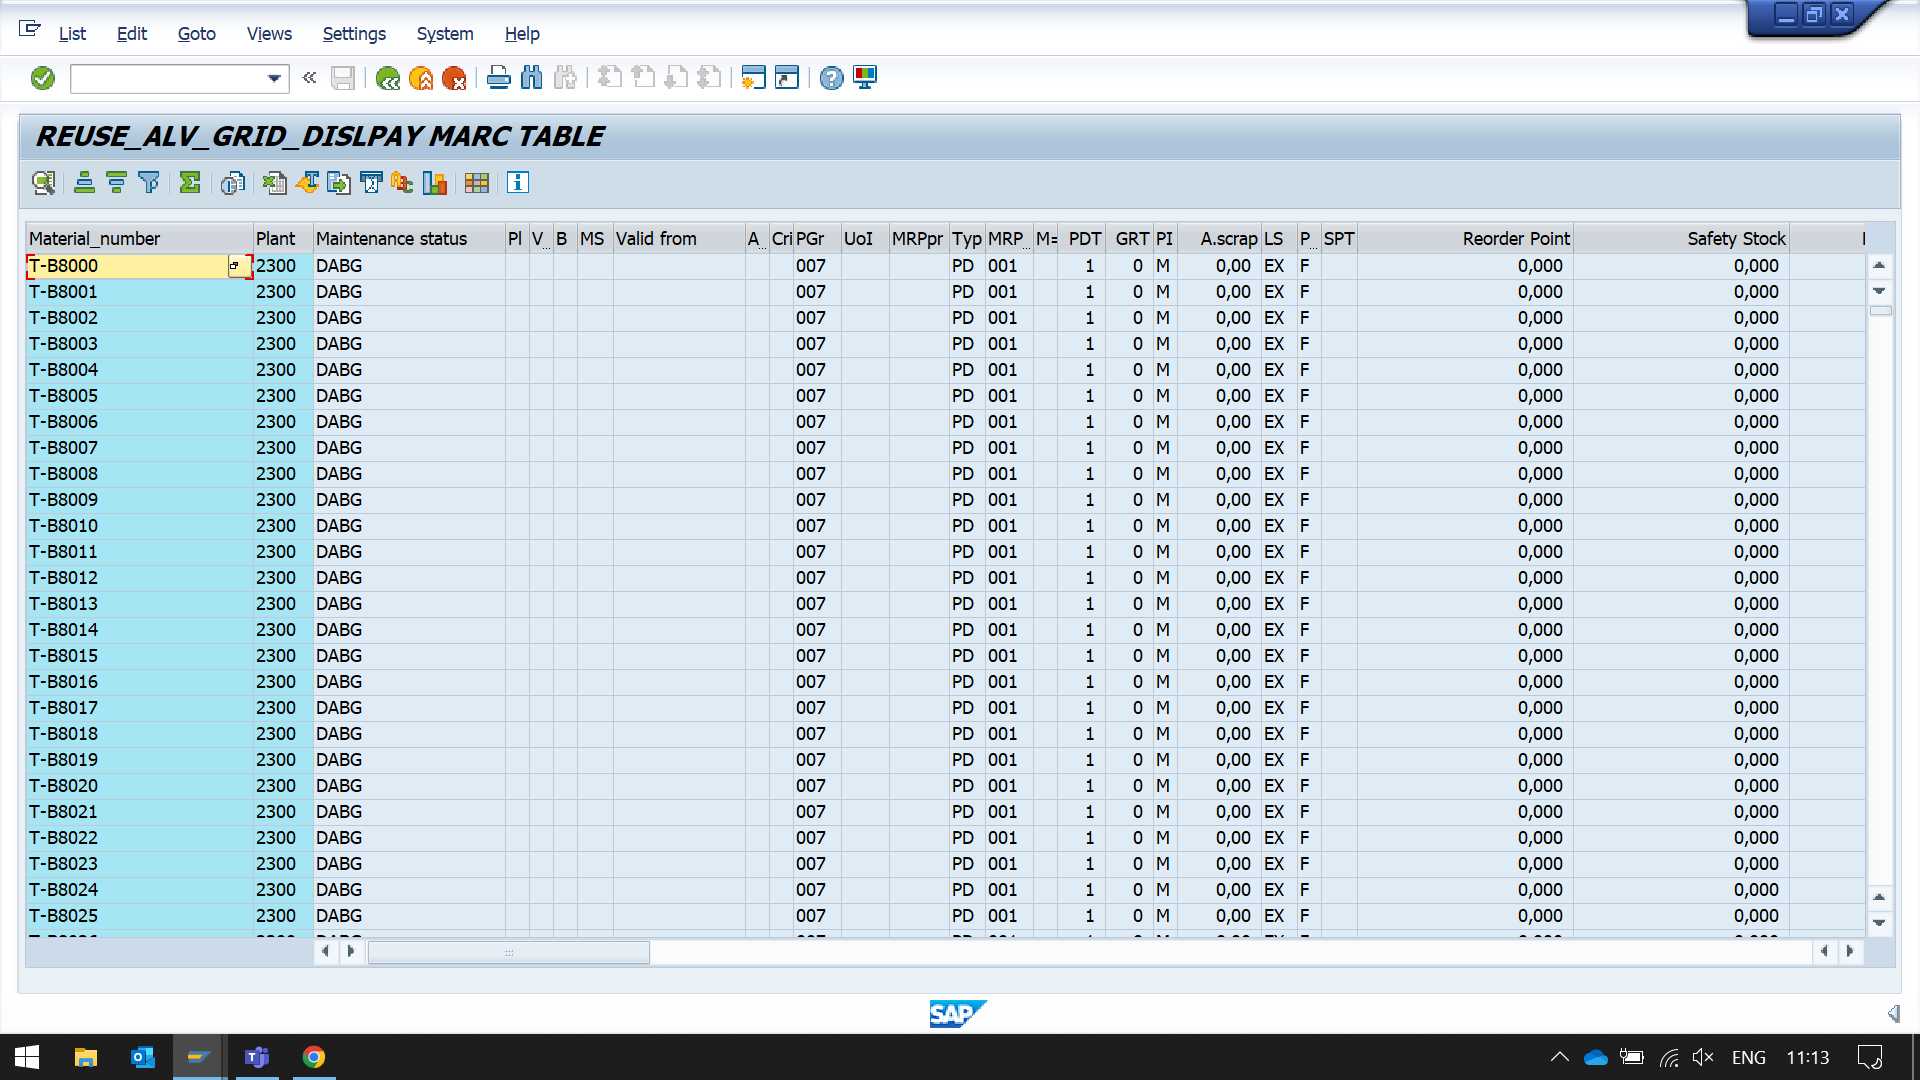 List Edit Goto Views Settings System Help
REUSE_ALV_GRID_DISLPAY MARC TABLE
Material_number Plant Maintenance status Pl V.. B MS Valid from A.. Cri PGr UoI MRPpr Typ MRP.. M= PDT GRT PI A.scrap LS P.. SPT Reorder Point Safety Stock
T-B8000 2300 DABG 007 PD 001 1 0 M 0,00 EX F 0,000 0,000
T-B8001 2300 DABG 007 PD 001 1 0 M 0,00 EX F 0,000 0,000
T-B8002 2300 DABG 007 PD 001 1 0 M 0,00 EX F 0,000 0,000
T-B8003 2300 DABG 007 PD 001 1 0 M 0,00 EX F 0,000 0,000
T-B8004 2300 DABG 007 PD 001 1 0 M 0,00 EX F 0,000 0,000
T-B8005 2300 DABG 007 PD 001 1 0 M 0,00 EX F 0,000 0,000
T-B8006 2300 DABG 007 PD 001 1 0 M 0,00 EX F 0,000 0,000
T-B8007 2300 DABG 007 PD 001 1 0 M 0,00 EX F 0,000 0,000
T-B8008 2300 DABG 007 PD 001 1 0 M 0,00 EX F 0,000 0,000
T-B8009 2300 DABG 007 PD 001 1 0 M 0,00 EX F 0,000 0,000
T-B8010 2300 DABG 007 PD 001 1 0 M 0,00 EX F 0,000 0,000
T-B8011 2300 DABG 007 PD 001 1 0 M 0,00 EX F 0,000 0,000
T-B8012 2300 DABG 007 PD 001 1 0 M 0,00 EX F 0,000 0,000
T-B8013 2300 DABG 007 PD 001 1 0 M 0,00 EX F 0,000 0,000
T-B8014 2300 DABG 007 PD 001 1 0 M 0,00 EX F 0,000 0,000
T-B8015 2300 DABG 007 PD 001 1 0 M 0,00 EX F 0,000 0,000
T-B8016 2300 DABG 007 PD 001 1 0 M 0,00 EX F 0,000 0,000
T-B8017 2300 DABG 007 PD 001 1 0 M 0,00 EX F 0,000 0,000
T-B8018 2300 DABG 007 PD 001 1 0 M 0,00 EX F 0,000 0,000
T-B8019 2300 DABG 007 PD 001 1 0 M 0,00 EX F 0,000 0,000
T-B8020 2300 DABG 007 PD 001 1 0 M 0,00 EX F 0,000 0,000
T-B8021 2300 DABG 007 PD 001 1 0 M 0,00 EX F 0,000 0,000
T-B8022 2300 DABG 007 PD 001 1 0 M 0,00 EX F 0,000 0,000
T-B8023 2300 DABG 007 PD 001 1 0 M 0,00 EX F 0,000 0,000
T-B8024 2300 DABG 007 PD 001 1 0 M 0,00 EX F 0,000 0,000
T-B8025 2300 DABG 007 PD 001 1 0 M 0,00 EX F 0,000 0,000
SAP
ENG 11:13